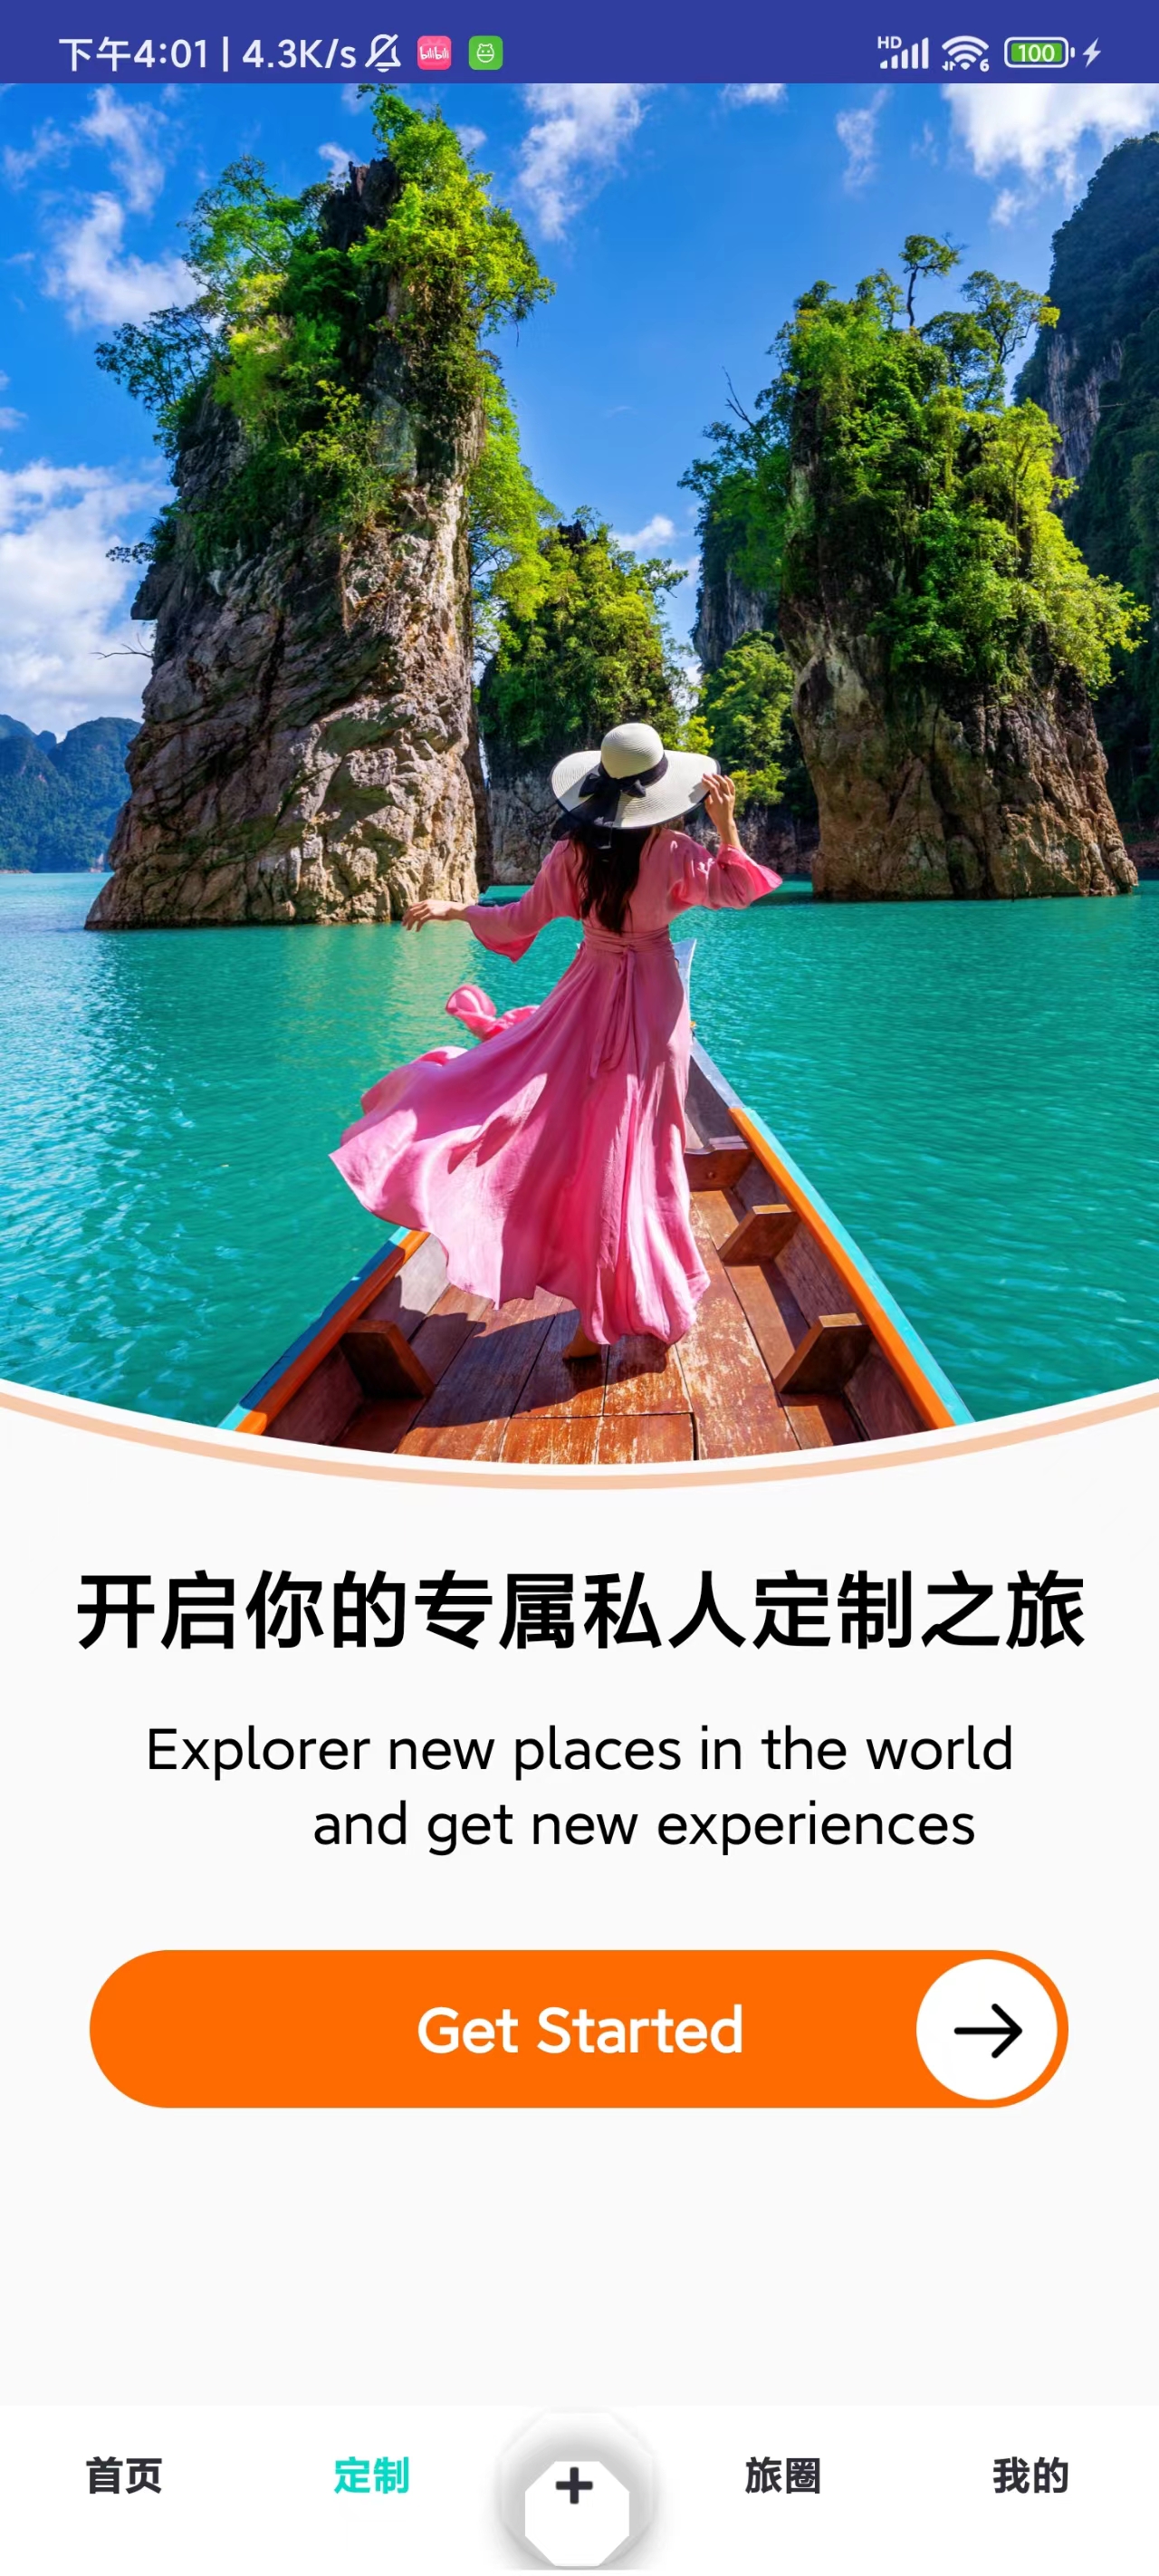 下午4:01 | 4.3K/s bilibili HD 6 100
开启你的专属私人定制之旅
Explorer new places in the world
and get new experiences
Get Started
首页 定制 + 旅圈 我的